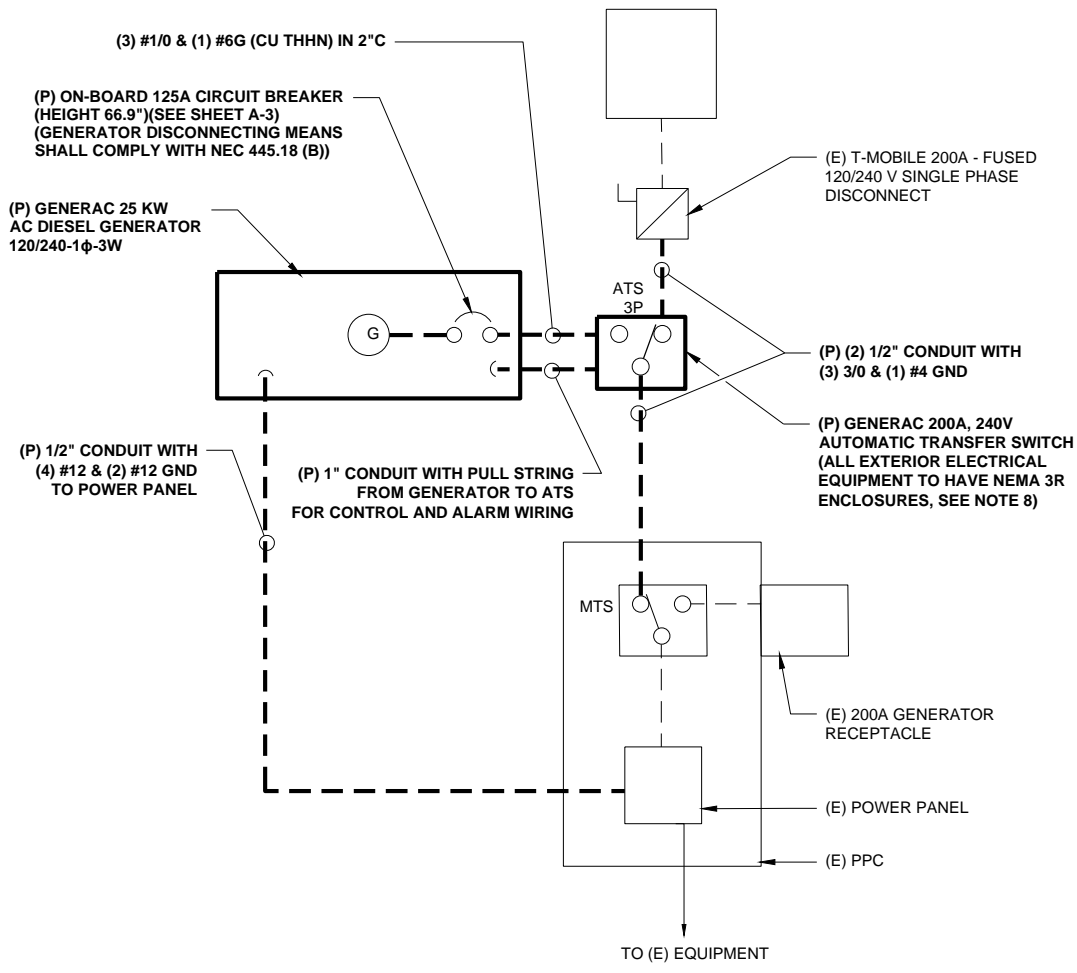 (3) #1/0 & (1) #6G (CU THHN) IN 2"C
(P) ON-BOARD 125A CIRCUIT BREAKER
(HEIGHT 66.9")(SEE SHEET A-3)
(GENERATOR DISCONNECTING MEANS
SHALL COMPLY WITH NEC 445.18 (B))
(E) T-MOBILE 200A - FUSED
120/240 V SINGLE PHASE
DISCONNECT
(P) GENERAC 25 KW
AC DIESEL GENERATOR
120/240-1ϕ-3W
ATS
3P
G
(P) (2) 1/2" CONDUIT WITH
(3) 3/0 & (1) #4 GND
(P) GENERAC 200A, 240V
AUTOMATIC TRANSFER SWITCH
(ALL EXTERIOR ELECTRICAL
EQUIPMENT TO HAVE NEMA 3R
ENCLOSURES, SEE NOTE 8)
(P) 1/2" CONDUIT WITH
(4) #12 & (2) #12 GND
TO POWER PANEL
(P) 1" CONDUIT WITH PULL STRING
FROM GENERATOR TO ATS
FOR CONTROL AND ALARM WIRING
MTS
(E) 200A GENERATOR
RECEPTACLE
(E) POWER PANEL
(E) PPC
TO (E) EQUIPMENT